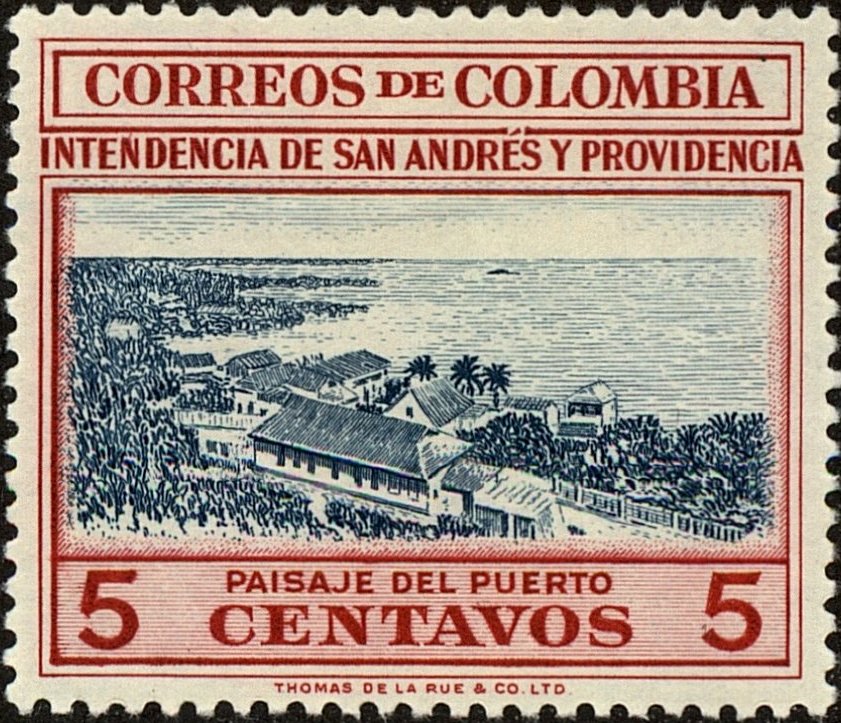 CORREOS DE COLOMBIA
INTENDENCIA DE SAN ANDRÉS Y PROVIDENCIA
5 PAISAJE DEL PUERTO 5
CENTAVOS
THOMAS DE LA RUE & CO. LTD.